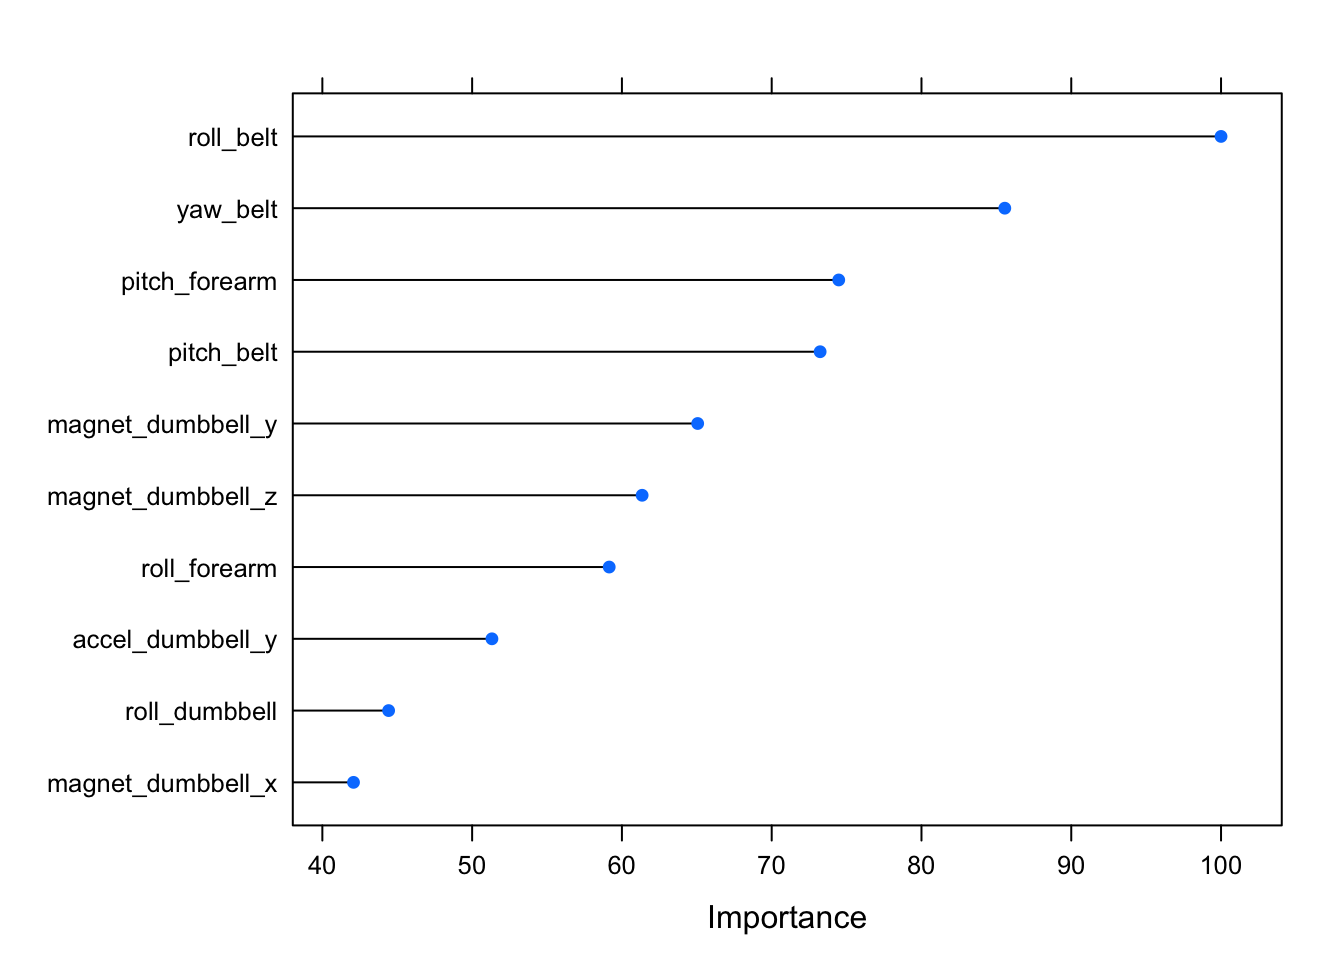 roll_belt
yaw_belt
pitch_forearm
pitch_belt
magnet_dumbbell_y
magnet_dumbbell_z
roll_forearm
accel_dumbbell_y
roll_dumbbell
magnet_dumbbell_x
40 50 60 70 80 90 100
Importance